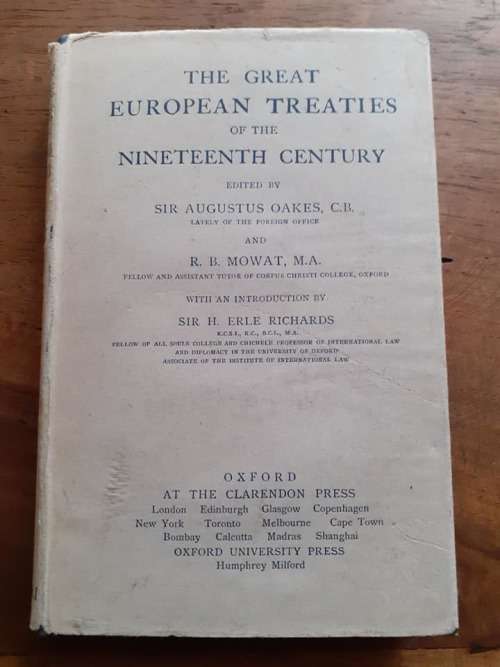 THE GREAT
EUROPEAN TREATIES
OF THE
NINETEENTH CENTURY
EDITED BY
SIR AUGUSTUS OAKES, C.B.
LATELY OF THE FOREIGN OFFICE
AND
R. B. MOWAT, M.A.
FELLOW AND ASSISTANT TUTOR OF CORPUS CHRISTI COLLEGE, OXFORD
WITH AN INTRODUCTION BY
SIR H. ERLE RICHARDS
K.C.S.I., K.C., B.C.L., M.A.
FELLOW OF ALL SOULS COLLEGE AND CHICHELE PROFESSOR OF INTERNATIONAL LAW
AND DIPLOMACY IN THE UNIVERSITY OF OXFORD
ASSOCIATE OF THE INSTITUTE OF INTERNATIONAL LAW
OXFORD
AT THE CLARENDON PRESS
London Edinburgh Glasgow Copenhagen
New York Toronto Melbourne Cape Town
Bombay Calcutta Madras Shanghai
OXFORD UNIVERSITY PRESS
Humphrey Milford